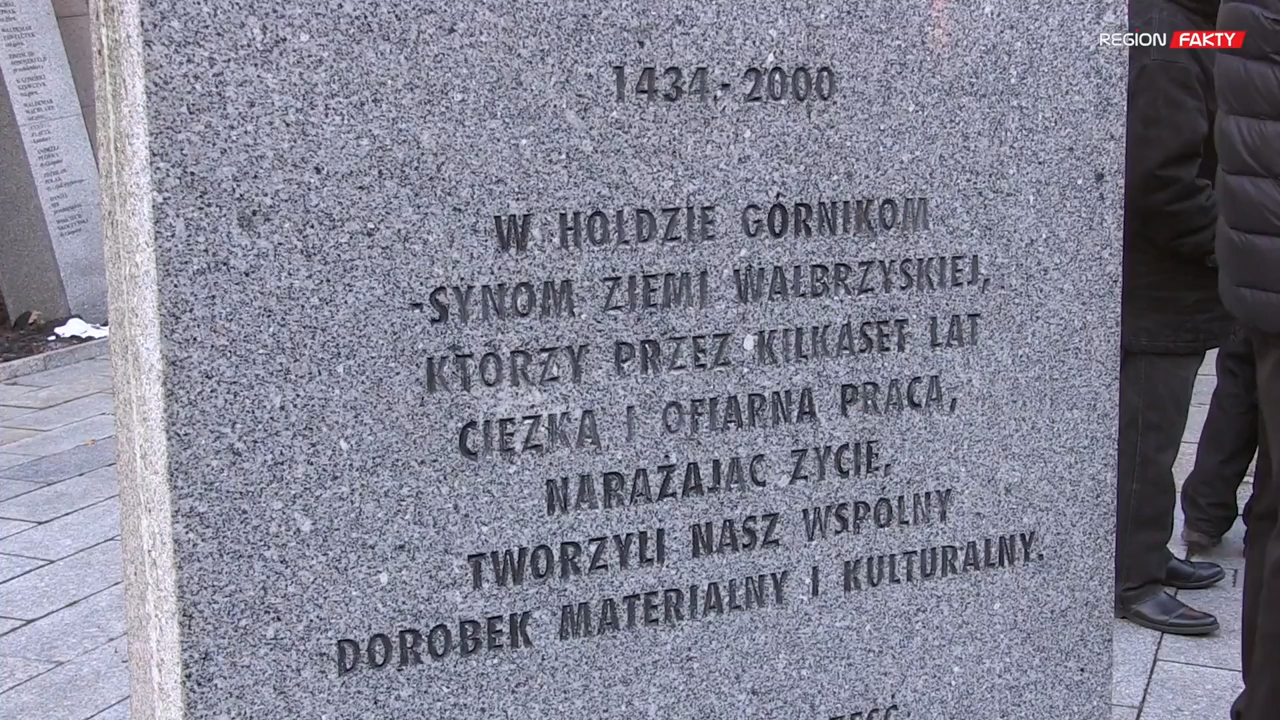 REGION FAKTY
1434 - 2000
W HOŁDZIE GÓRNIKOM
-SYNOM ZIEMI WAŁBRZYSKIEJ,
KTÓRZY PRZEZ KILKASET LAT
CIĘŻKĄ I OFIARNĄ PRACĄ,
NARAŻAJĄC ŻYCIE,
TWORZYLI NASZ WSPÓLNY
DOROBEK MATERIALNY I KULTURALNY.